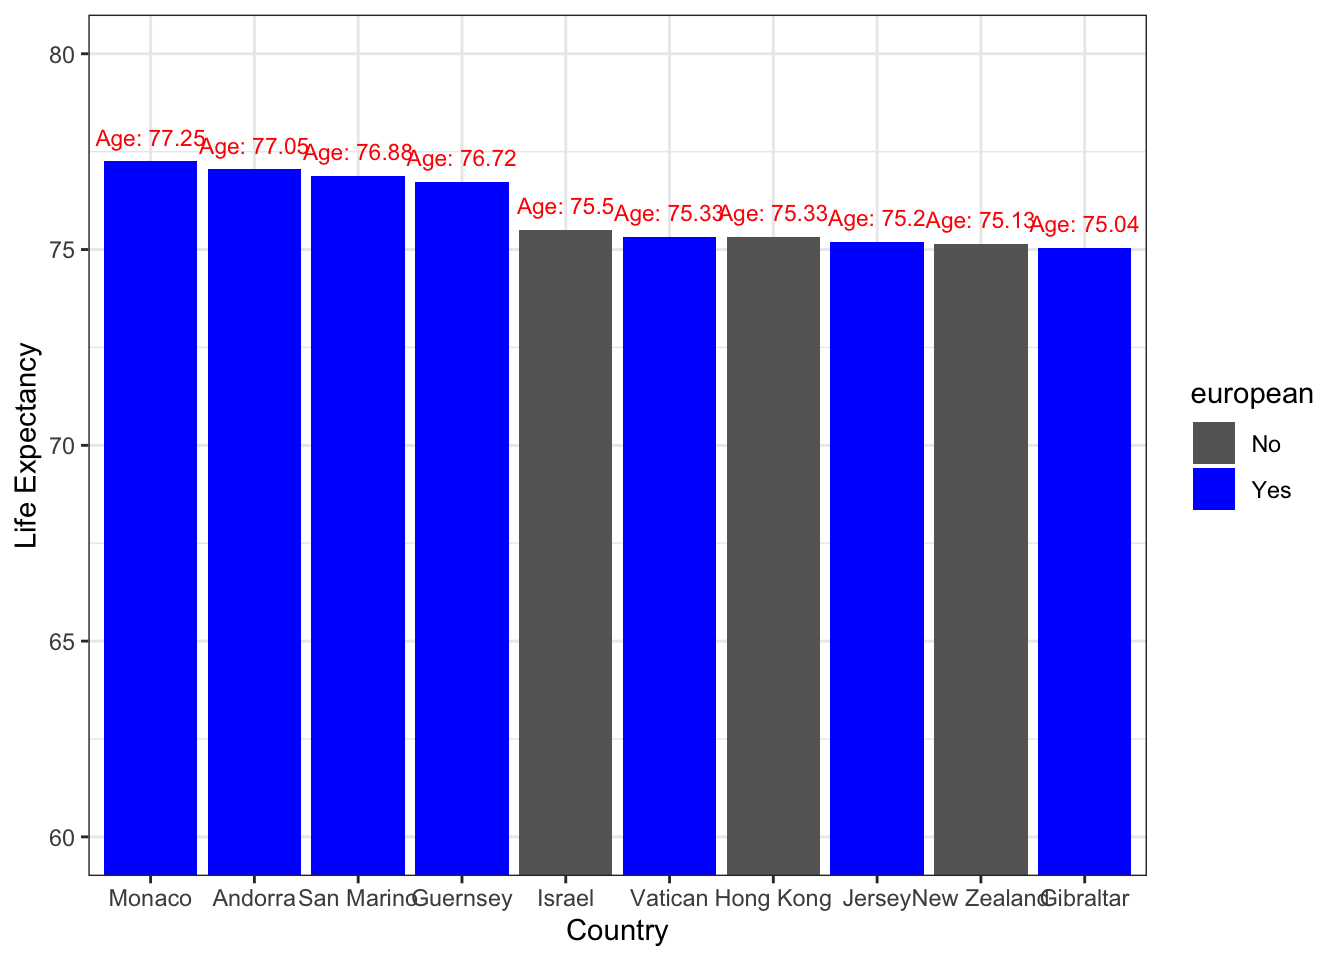 80
75
70
65
60
Life Expectancy
Age: 77.25
Age: 77.05
Age: 76.88
Age: 76.72
Age: 75.5
Age: 75.33
Age: 75.33
Age: 75.2
Age: 75.13
Age: 75.04
Monaco
Andorra
San Marino
Guernsey
Israel
Vatican
Hong Kong
Jersey
New Zealand
Gibraltar
Country
european
No
Yes